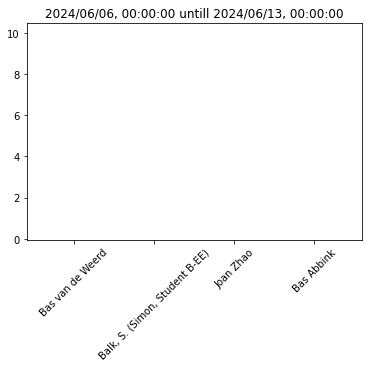 2024/06/06, 00:00:00 untill 2024/06/13, 00:00:00
10
8
6
4
2
0
Bas van de Weerd
Balk, S. (Simon, Student B-EE)
Joan Zhao
Bas Abbink